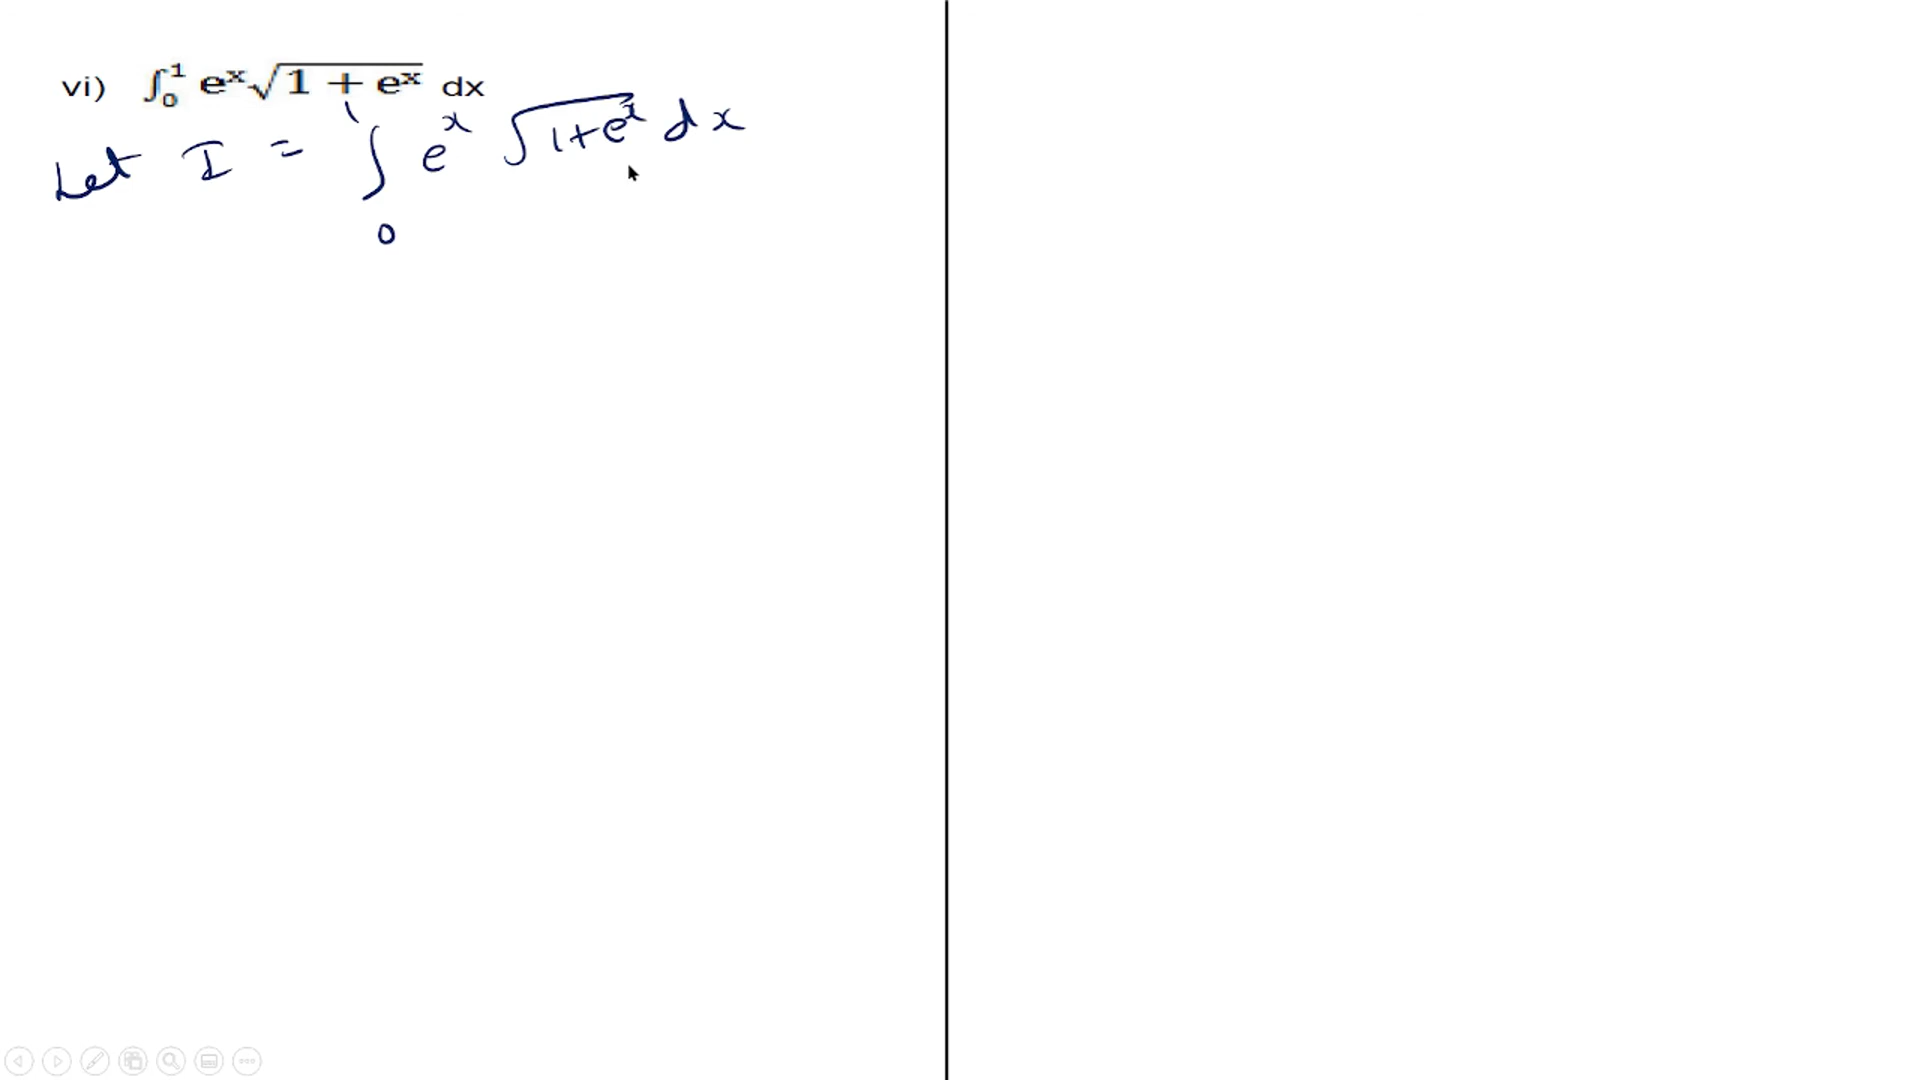 vi) ∫₀¹ eˣ√(1 + eˣ) dx
Let I = ∫₀¹ eˣ √(1+eˣ) dx